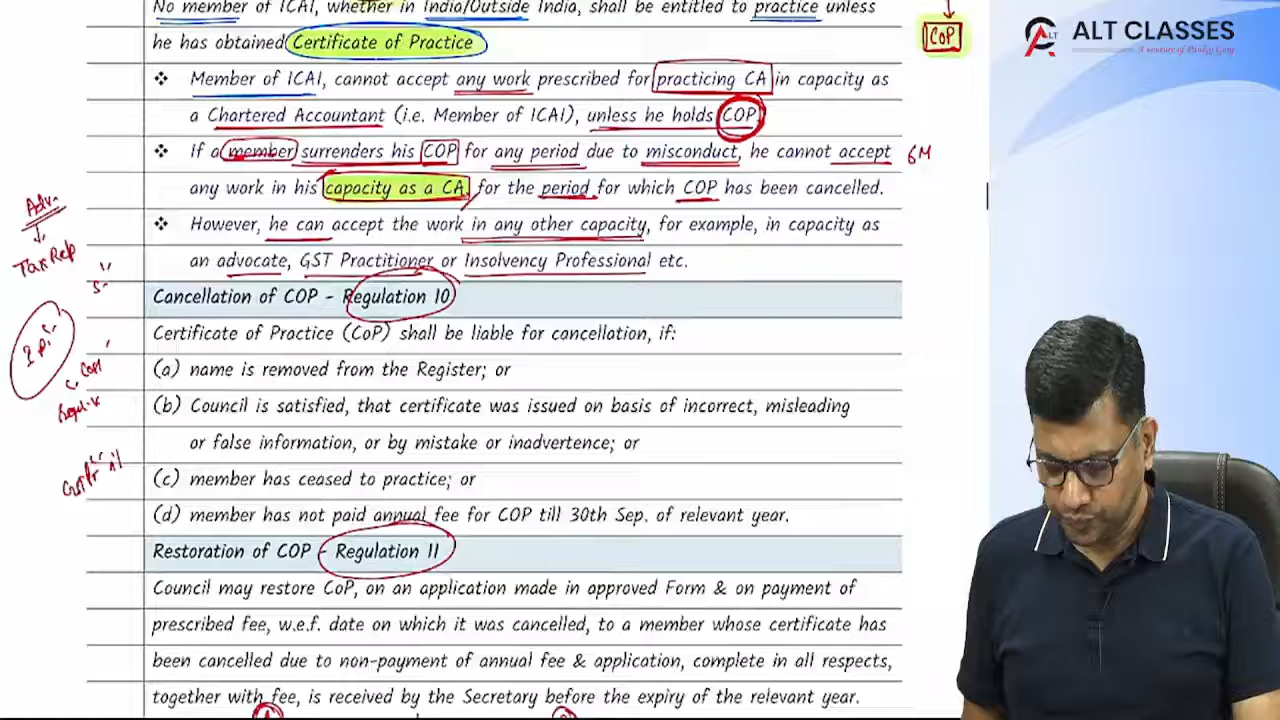 No member of ICAI, whether in India/Outside India, shall be entitled to practice unless
he has obtained Certificate of Practice
CoP
❖ Member of ICAI, cannot accept any work prescribed for practicing CA in capacity as
a Chartered Accountant (i.e. Member of ICAI), unless he holds COP
❖ If a member surrenders his COP for any period due to misconduct, he cannot accept 6M
any work in his capacity as a CA, for the period for which COP has been cancelled.
❖ However, he can accept the work in any other capacity, for example, in capacity as
an advocate, GST Practitioner or Insolvency Professional etc.
Cancellation of COP - Regulation 10
Certificate of Practice (CoP) shall be liable for cancellation, if:
(a) name is removed from the Register; or
(b) Council is satisfied, that certificate was issued on basis of incorrect, misleading
or false information, or by mistake or inadvertence; or
(c) member has ceased to practice; or
(d) member has not paid annual fee for COP till 30th Sep. of relevant year.
Restoration of COP - Regulation 11
Council may restore CoP, on an application made in approved Form & on payment of
prescribed fee, w.e.f. date on which it was cancelled, to a member whose certificate has
been cancelled due to non-payment of annual fee & application, complete in all respects,
together with fee, is received by the Secretary before the expiry of the relevant year.
Adv.
Tax Rep
ALT
ALT CLASSES
A venture of Pankaj Garg